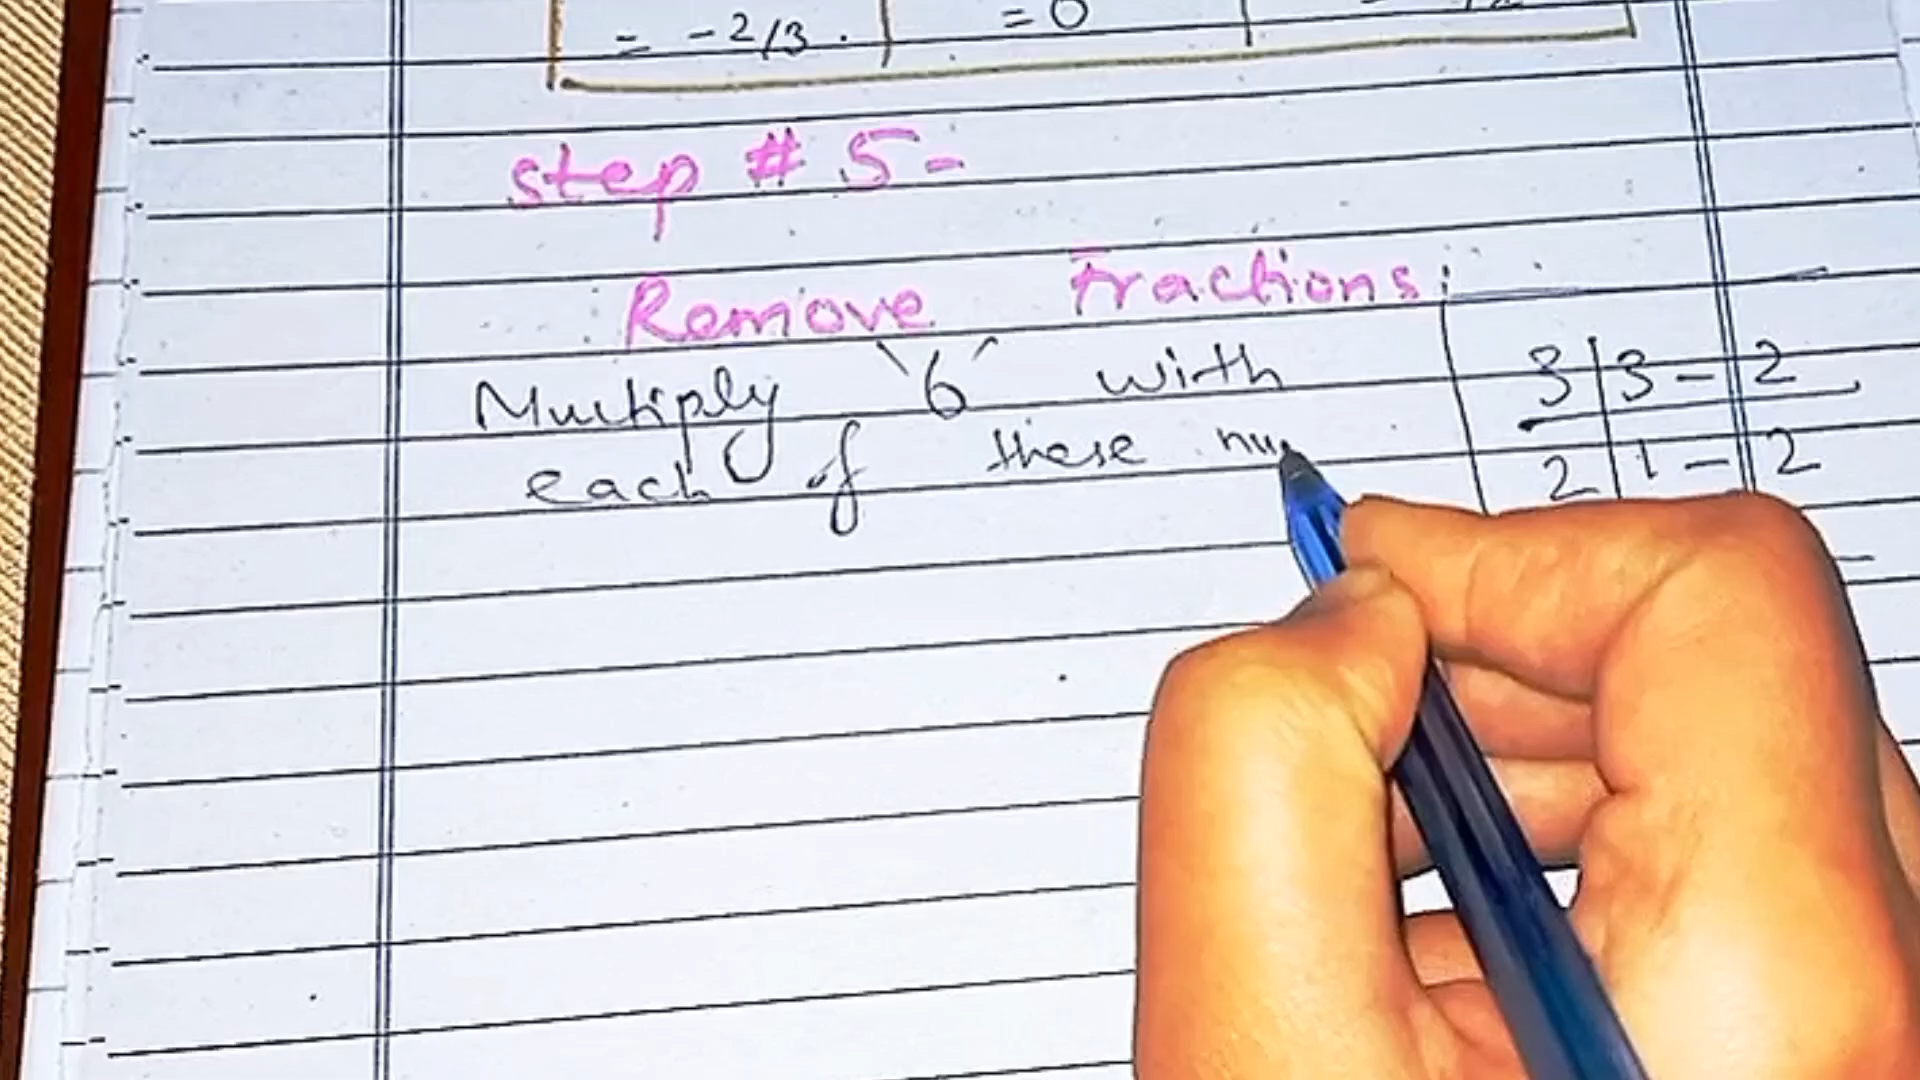 = -2/3 .
= 0
step # 5-
Remove Fractions:
Multiply '6' with
each of these nu
3 | 3 - 2
2 | 1 - 2